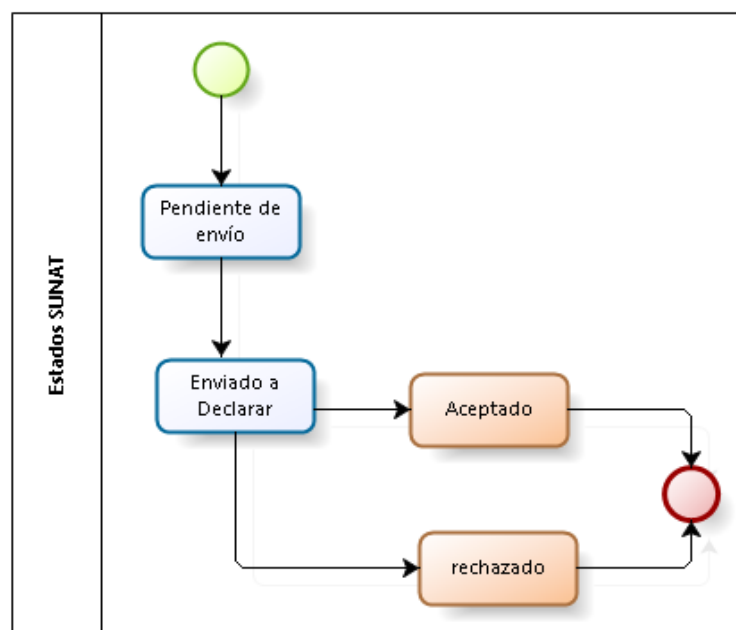 Estados SUNAT
Pendiente de
envío
Enviado a
Declarar
Aceptado
rechazado